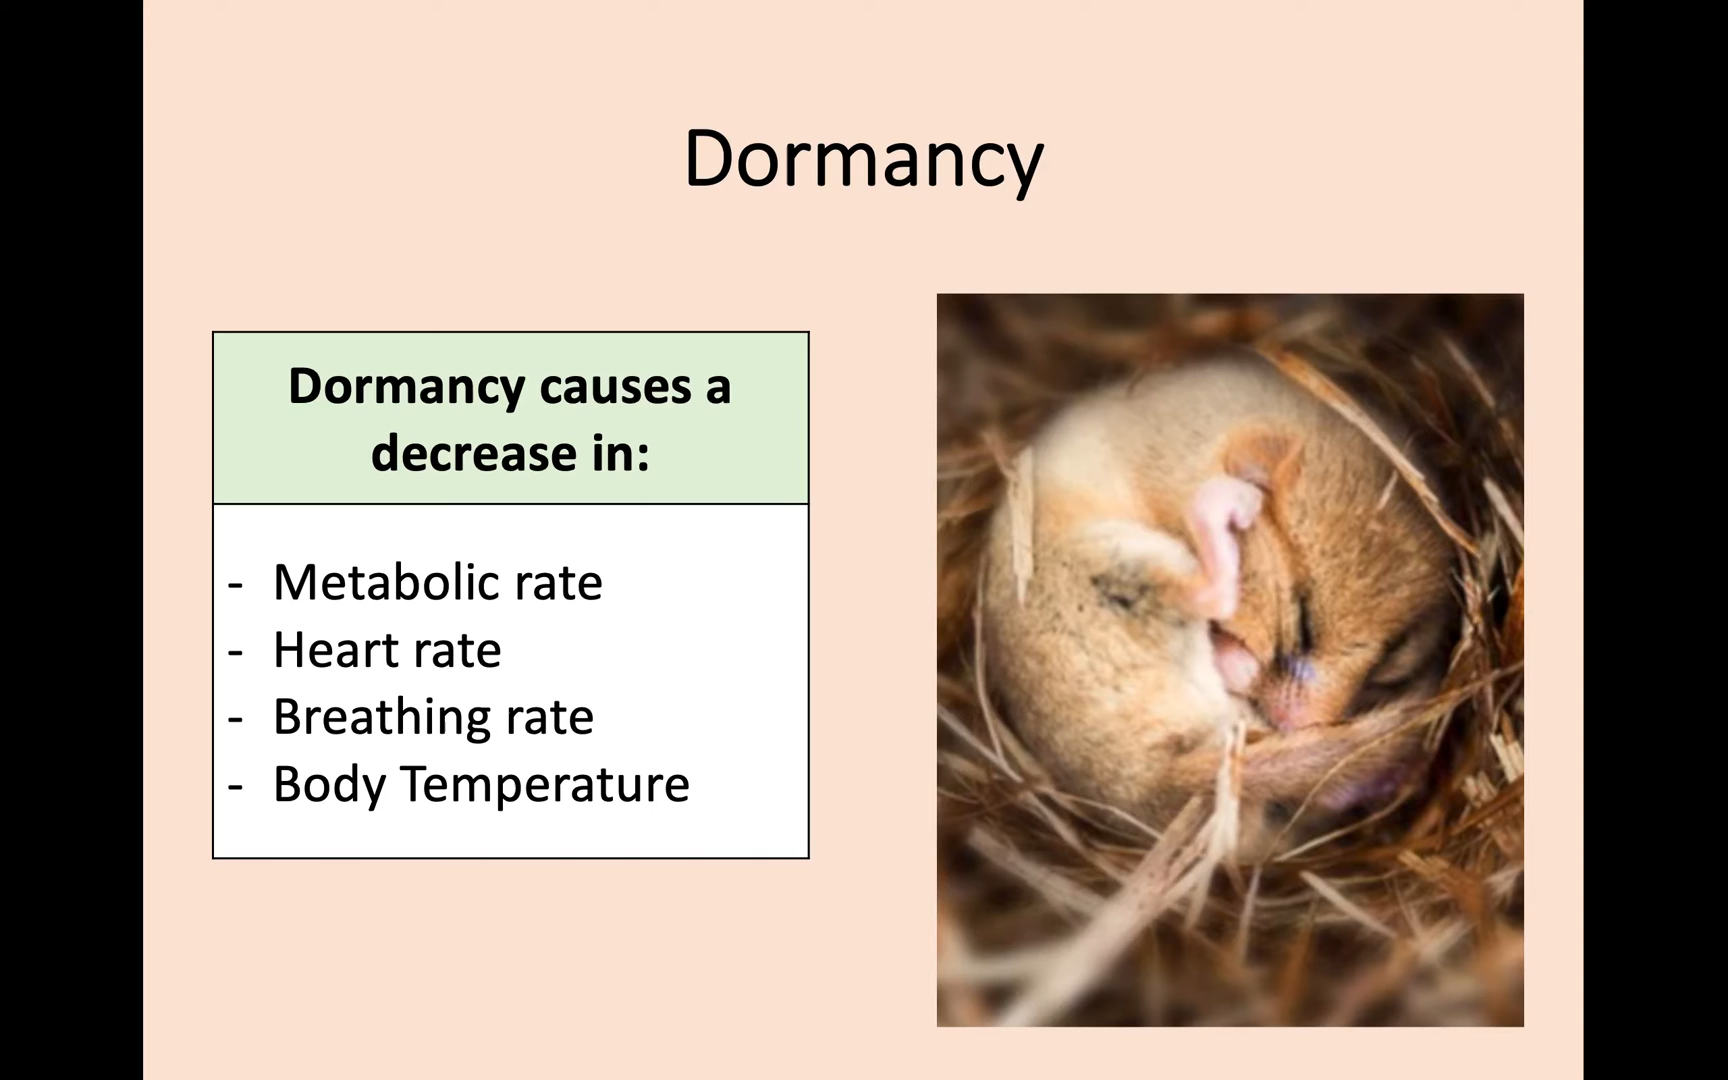 Dormancy
Dormancy causes a
decrease in:
- Metabolic rate
- Heart rate
- Breathing rate
- Body Temperature